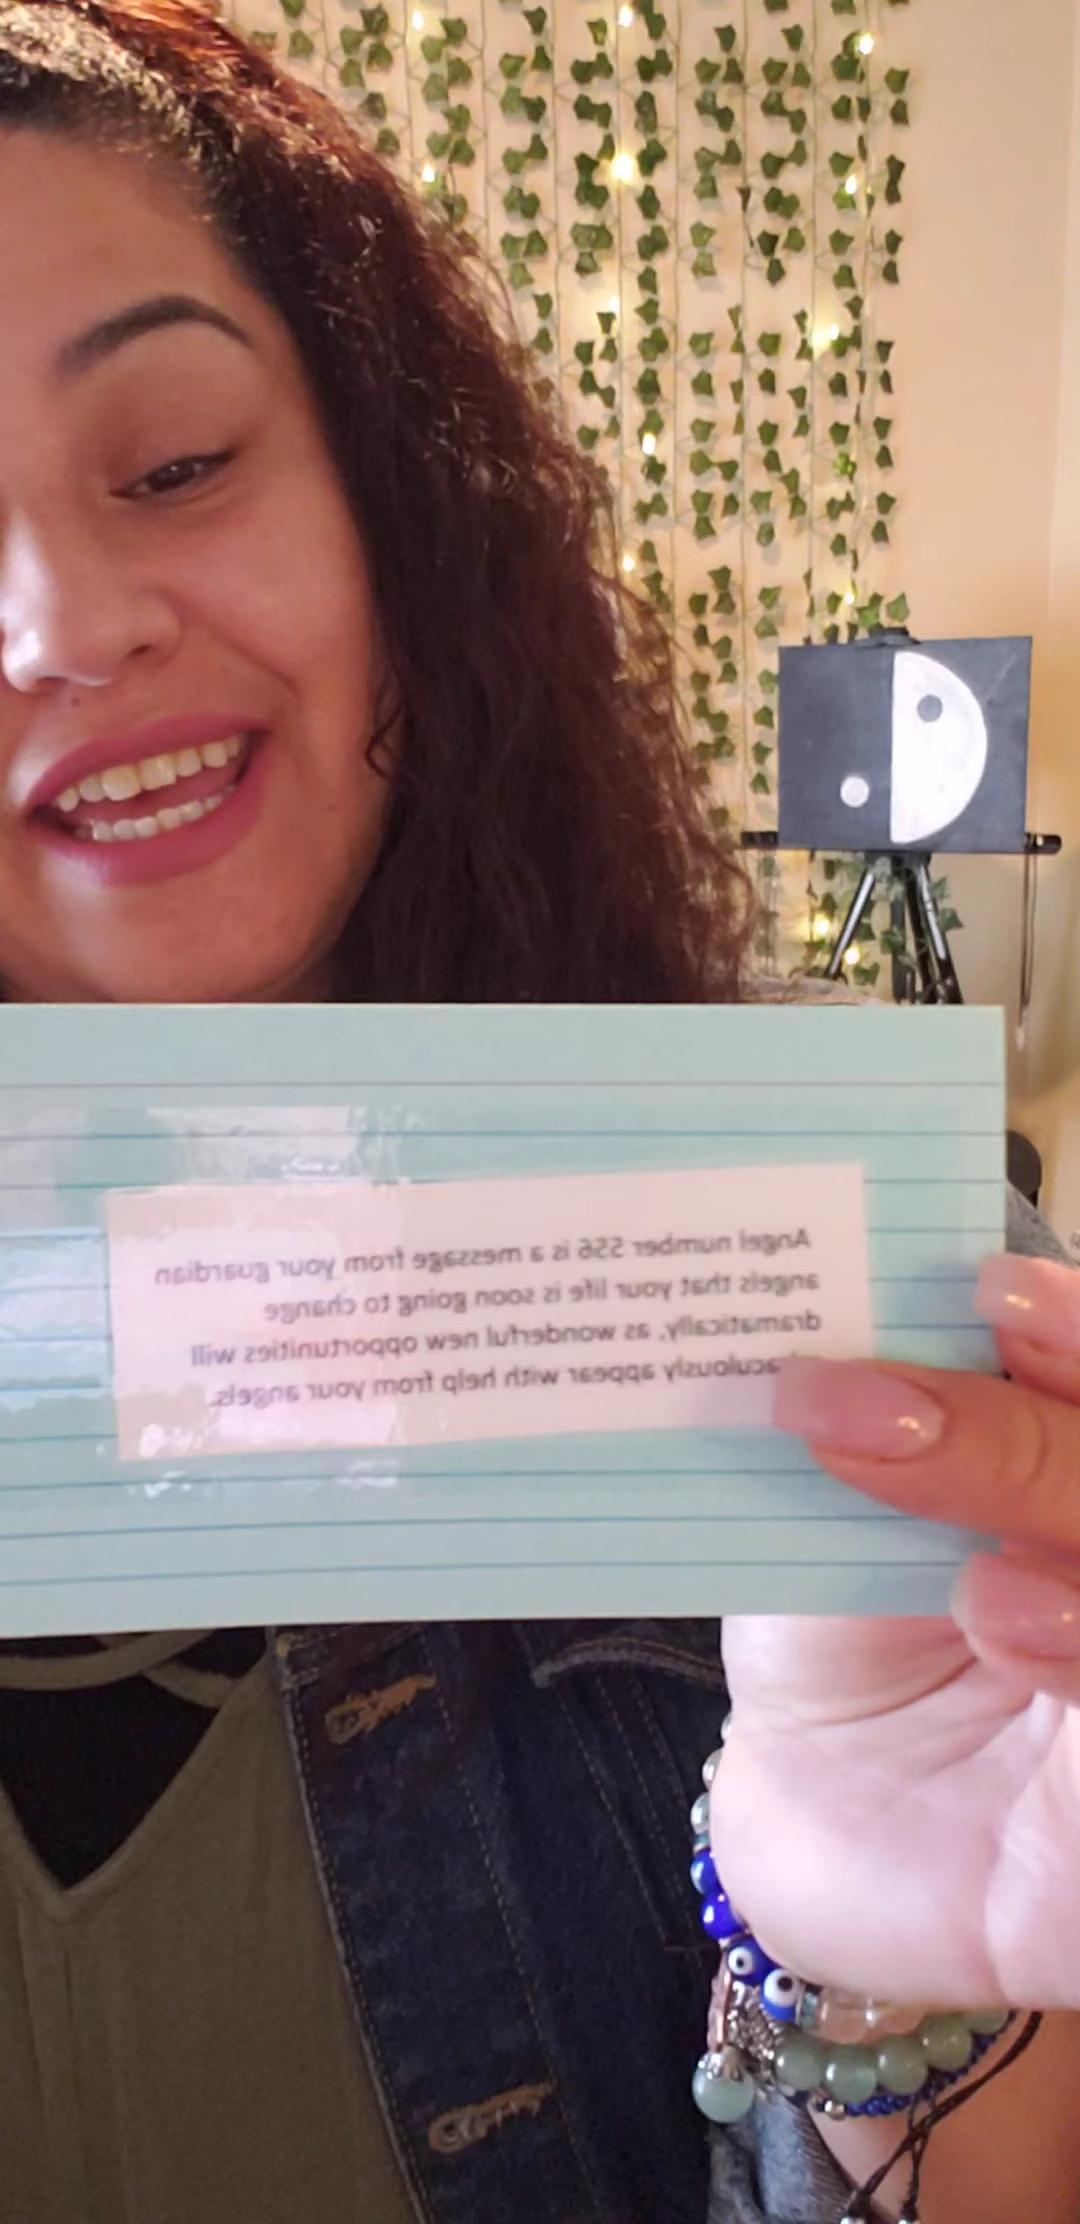 Angel number 556 is a message from your guardian
angels that your life is soon going to change
dramatically, as wonderful new opportunities will
appear with help from your angels.